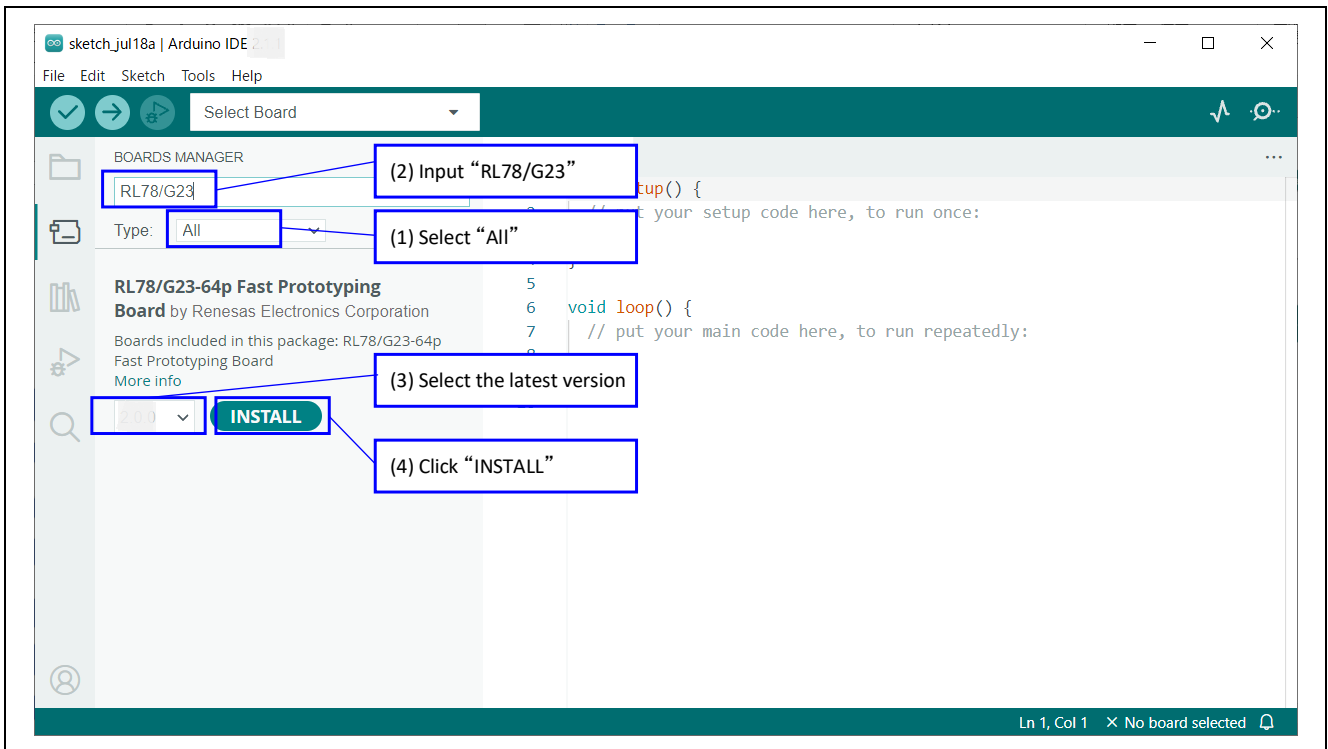 sketch_jul18a | Arduino IDE
File Edit Sketch Tools Help
Select Board
BOARDS MANAGER
RL78/G23
Type: All
(2) Input “RL78/G23”
(1) Select “All”
RL78/G23-64p Fast Prototyping
Board by Renesas Electronics Corporation
Boards included in this package: RL78/G23-64p
Fast Prototyping Board
More info
2.0.0
INSTALL
(3) Select the latest version
(4) Click “INSTALL”
() {
your setup code here, to run once:
5
6 void loop() {
7 // put your main code here, to run repeatedly:
Ln 1, Col 1 × No board selected